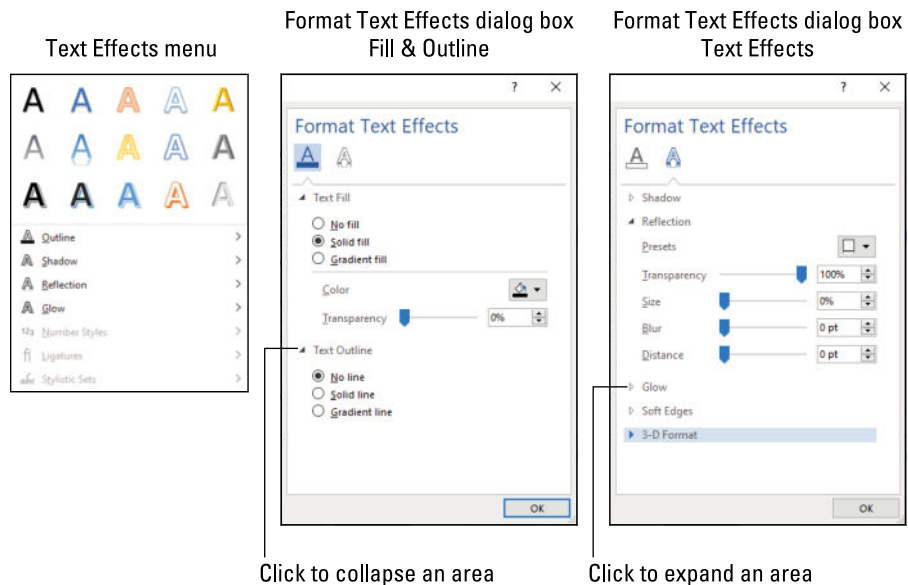 Text Effects menu
Format Text Effects dialog box
Fill & Outline
Format Text Effects dialog box
Text Effects
A A A A A
A A A A A
A A A A A
Outline
Shadow
Reflection
Glow
123 Number Styles
fi Ligatures
abc Stylistic Sets
?
Format Text Effects
A A
Text Fill
No fill
Solid fill
Gradient fill
Color
Transparency 0%
Text Outline
No line
Solid line
Gradient line
OK
Click to collapse an area
?
Format Text Effects
A A
Shadow
Reflection
Presets
Transparency 100%
Size 0%
Blur 0 pt
Distance 0 pt
Glow
Soft Edges
3-D Format
OK
Click to expand an area